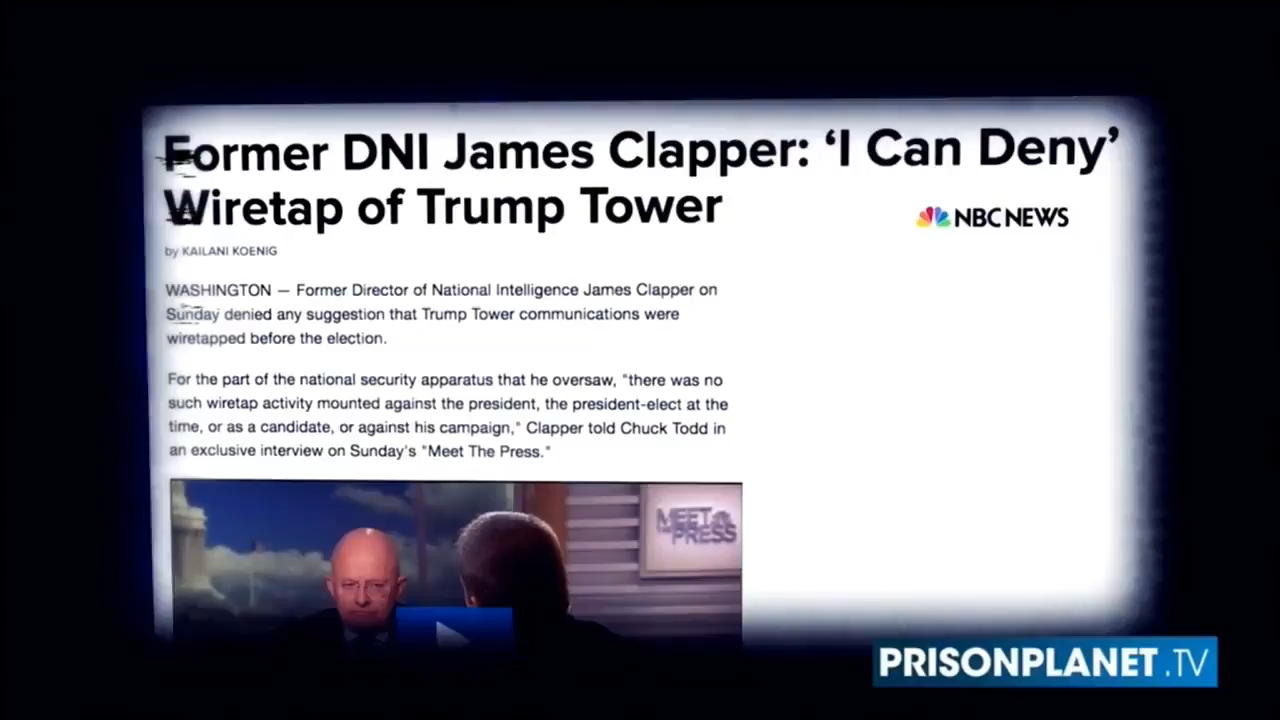 Former DNI James Clapper: ‘I Can Deny’
Wiretap of Trump Tower
NBC NEWS
by KAILANI KOENIG
WASHINGTON — Former Director of National Intelligence James Clapper on
Sunday denied any suggestion that Trump Tower communications were
wiretapped before the election.
For the part of the national security apparatus that he oversaw, "there was no
such wiretap activity mounted against the president, the president-elect at the
time, or as a candidate, or against his campaign," Clapper told Chuck Todd in
an exclusive interview on Sunday's "Meet The Press."
MEET THE
PRESS
PRISONPLANET.TV